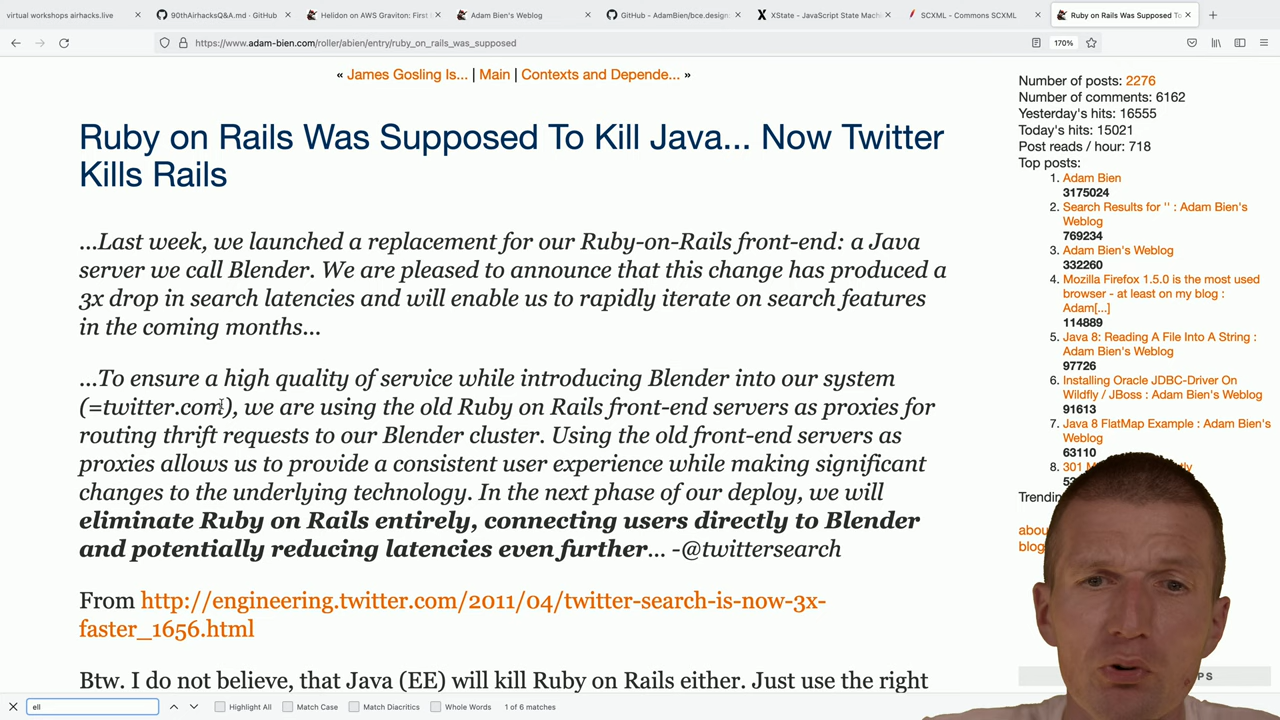 virtual workshops airhacks.live
90thAirhacksQ&A.md · GitHub
Helidon on AWS Graviton: First I
Adam Bien's Weblog
GitHub - AdamBien/bce.design
XState - JavaScript State Machi
SCXML – Commons SCXML
Ruby on Rails Was Supposed To
https://www.adam-bien.com/roller/abien/entry/ruby_on_rails_was_supposed
170%
« James Gosling Is... | Main | Contexts and Depende... »
Ruby on Rails Was Supposed To Kill Java... Now Twitter
Kills Rails
...Last week, we launched a replacement for our Ruby-on-Rails front-end: a Java
server we call Blender. We are pleased to announce that this change has produced a
3x drop in search latencies and will enable us to rapidly iterate on search features
in the coming months...
...To ensure a high quality of service while introducing Blender into our system
(=twitter.com), we are using the old Ruby on Rails front-end servers as proxies for
routing thrift requests to our Blender cluster. Using the old front-end servers as
proxies allows us to provide a consistent user experience while making significant
changes to the underlying technology. In the next phase of our deploy, we will
eliminate Ruby on Rails entirely, connecting users directly to Blender
and potentially reducing latencies even further... -@twittersearch
From http://engineering.twitter.com/2011/04/twitter-search-is-now-3x-
faster_1656.html
Btw. I do not believe, that Java (EE) will kill Ruby on Rails either. Just use the right
Number of posts: 2276
Number of comments: 6162
Yesterday's hits: 16555
Today's hits: 15021
Post reads / hour: 718
Top posts:
1. Adam Bien
3175024
2. Search Results for '' : Adam Bien's
Weblog
769234
3. Adam Bien's Weblog
332260
4. Mozilla Firefox 1.5.0 is the most used
browser - at least on my blog :
Adam[...]
114889
5. Java 8: Reading A File Into A String :
Adam Bien's Weblog
97726
6. Installing Oracle JDBC-Driver On
Wildfly / JBoss : Adam Bien's Weblog
91613
7. Java 8 FlatMap Example : Adam Bien's
Weblog
63110
8. 301
Trending
abou
blog
PS
ell
Highlight All
Match Case
Match Diacritics
Whole Words
1 of 6 matches